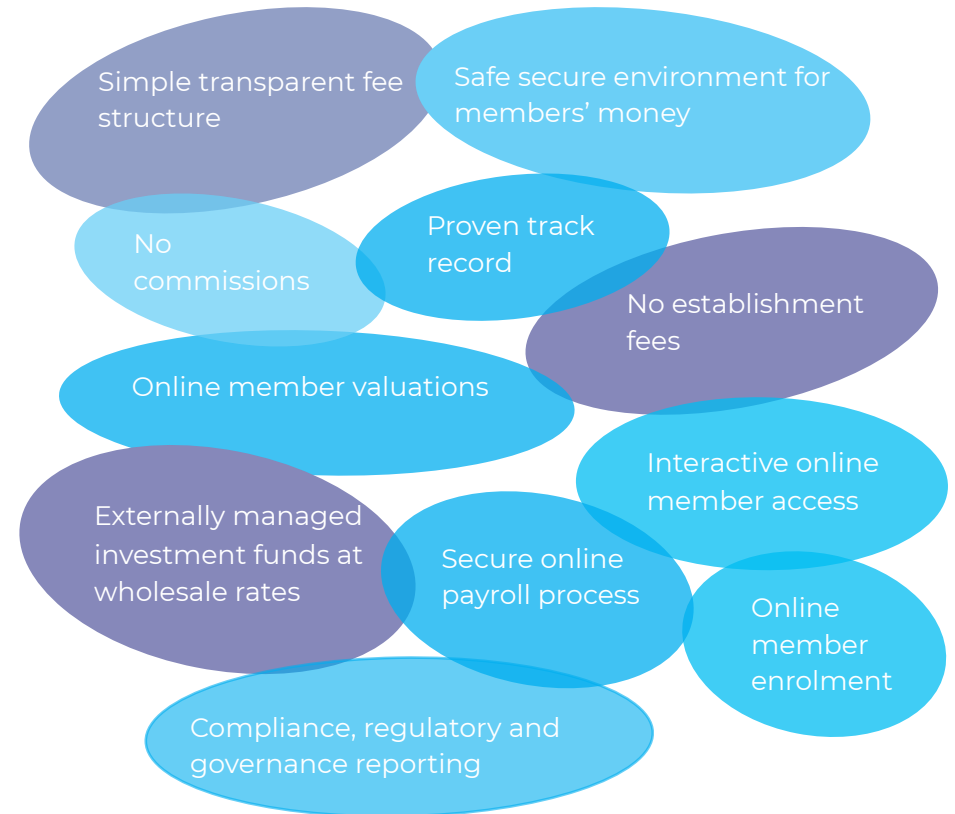 Simple transparent fee
structure
Safe secure environment for
members’ money
No
commissions
Proven track
record
No establishment
fees
Online member valuations
Interactive online
member access
Externally managed
investment funds at
wholesale rates
Secure online
payroll process
Online
member
enrolment
Compliance, regulatory and
governance reporting